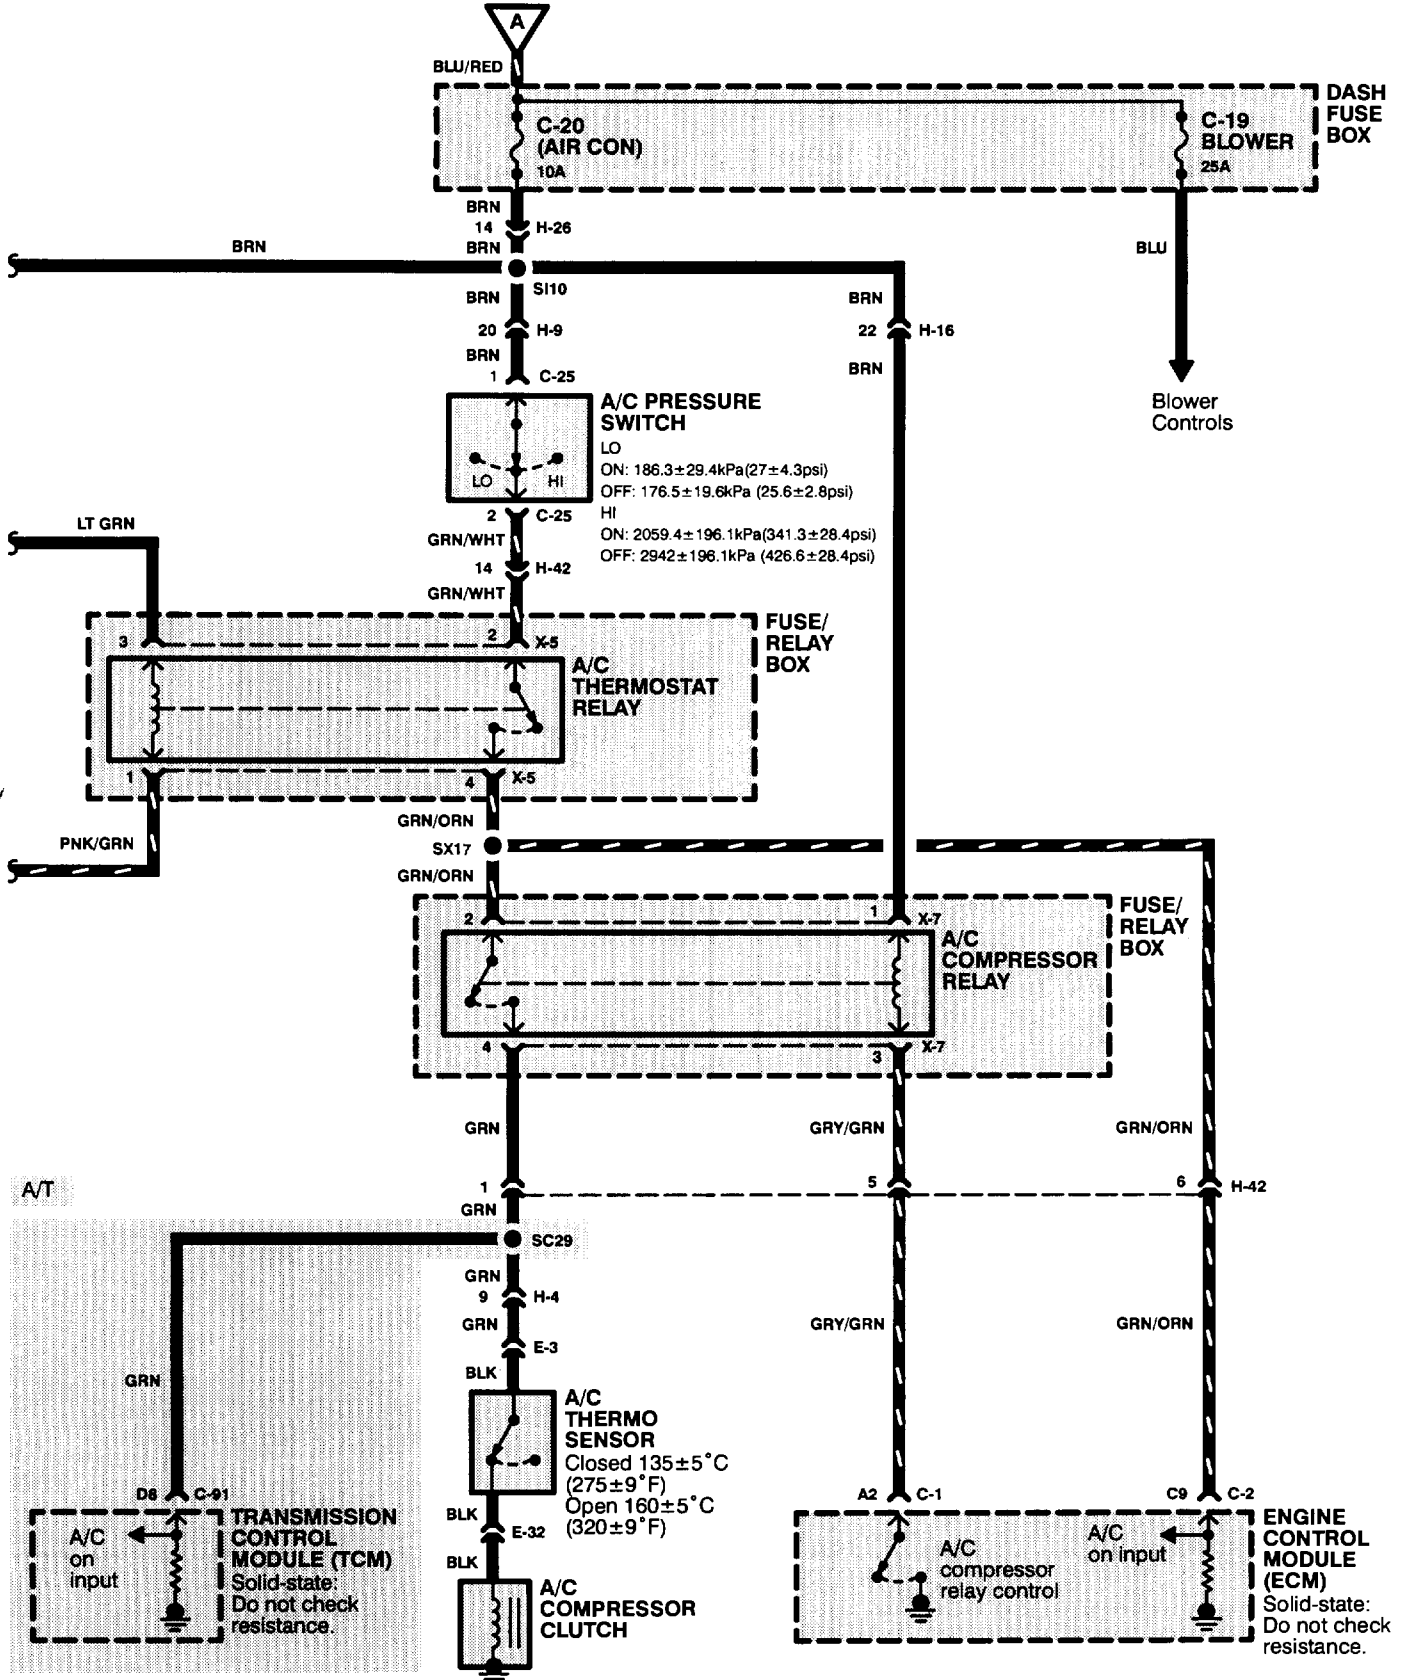 A
BLU/RED
DASH
FUSE
BOX
C-20
(AIR CON)
10A
C-19
BLOWER
25A
BRN
14 H-26
BRN
BRN
BLU
SI10
BRN
BRN
20 H-9
22 H-16
BRN
BRN
1 C-25
A/C PRESSURE
SWITCH
LO
ON: 186.3±29.4kPa(27±4.3psi)
OFF: 176.5±19.6kPa (25.6±2.8psi)
HI
ON: 2059.4±196.1kPa(341.3±28.4psi)
OFF: 2942±196.1kPa (426.6±28.4psi)
LO HI
Blower
Controls
2 C-25
LT GRN
GRN/WHT
14 H-42
GRN/WHT
FUSE/
RELAY
BOX
3 2 X-5
A/C
THERMOSTAT
RELAY
1 4 X-5
GRN/ORN
PNK/GRN
SX17
GRN/ORN
FUSE/
RELAY
BOX
2 1 X-7
A/C
COMPRESSOR
RELAY
4 3 X-7
GRN GRY/GRN GRN/ORN
A/T
1 5 6 H-42
GRN
SC29
GRN
9 H-4
GRN GRY/GRN GRN/ORN
E-3
BLK
GRN
A/C
THERMO
SENSOR
Closed 135±5°C
(275±9°F)
Open 160±5°C
(320±9°F)
D8 C-91
A2 C-1
C9 C-2
BLK
E-32
BLK
TRANSMISSION
CONTROL
MODULE (TCM)
Solid-state:
Do not check
resistance.
A/C
on
input
A/C
COMPRESSOR
CLUTCH
A/C
compressor
relay control
A/C
on input
ENGINE
CONTROL
MODULE
(ECM)
Solid-state:
Do not check
resistance.